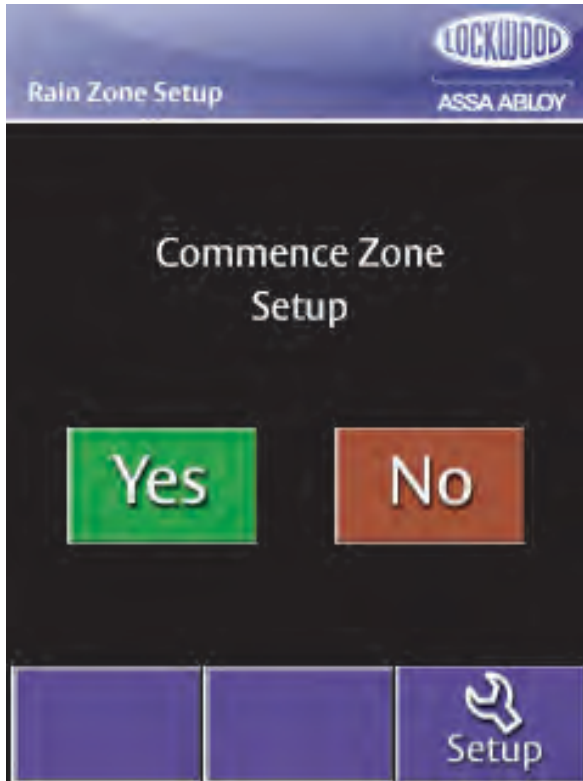 LOCKWOOD
Rain Zone Setup
ASSA ABLOY
Commence Zone
Setup
Yes
No
Setup